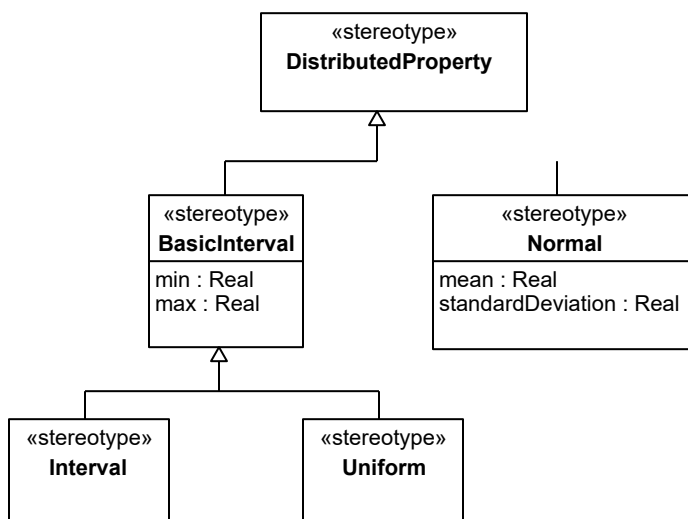 «stereotype»
DistributedProperty
«stereotype»
BasicInterval
min : Real
max : Real
«stereotype»
Normal
mean : Real
standardDeviation : Real
«stereotype»
Interval
«stereotype»
Uniform